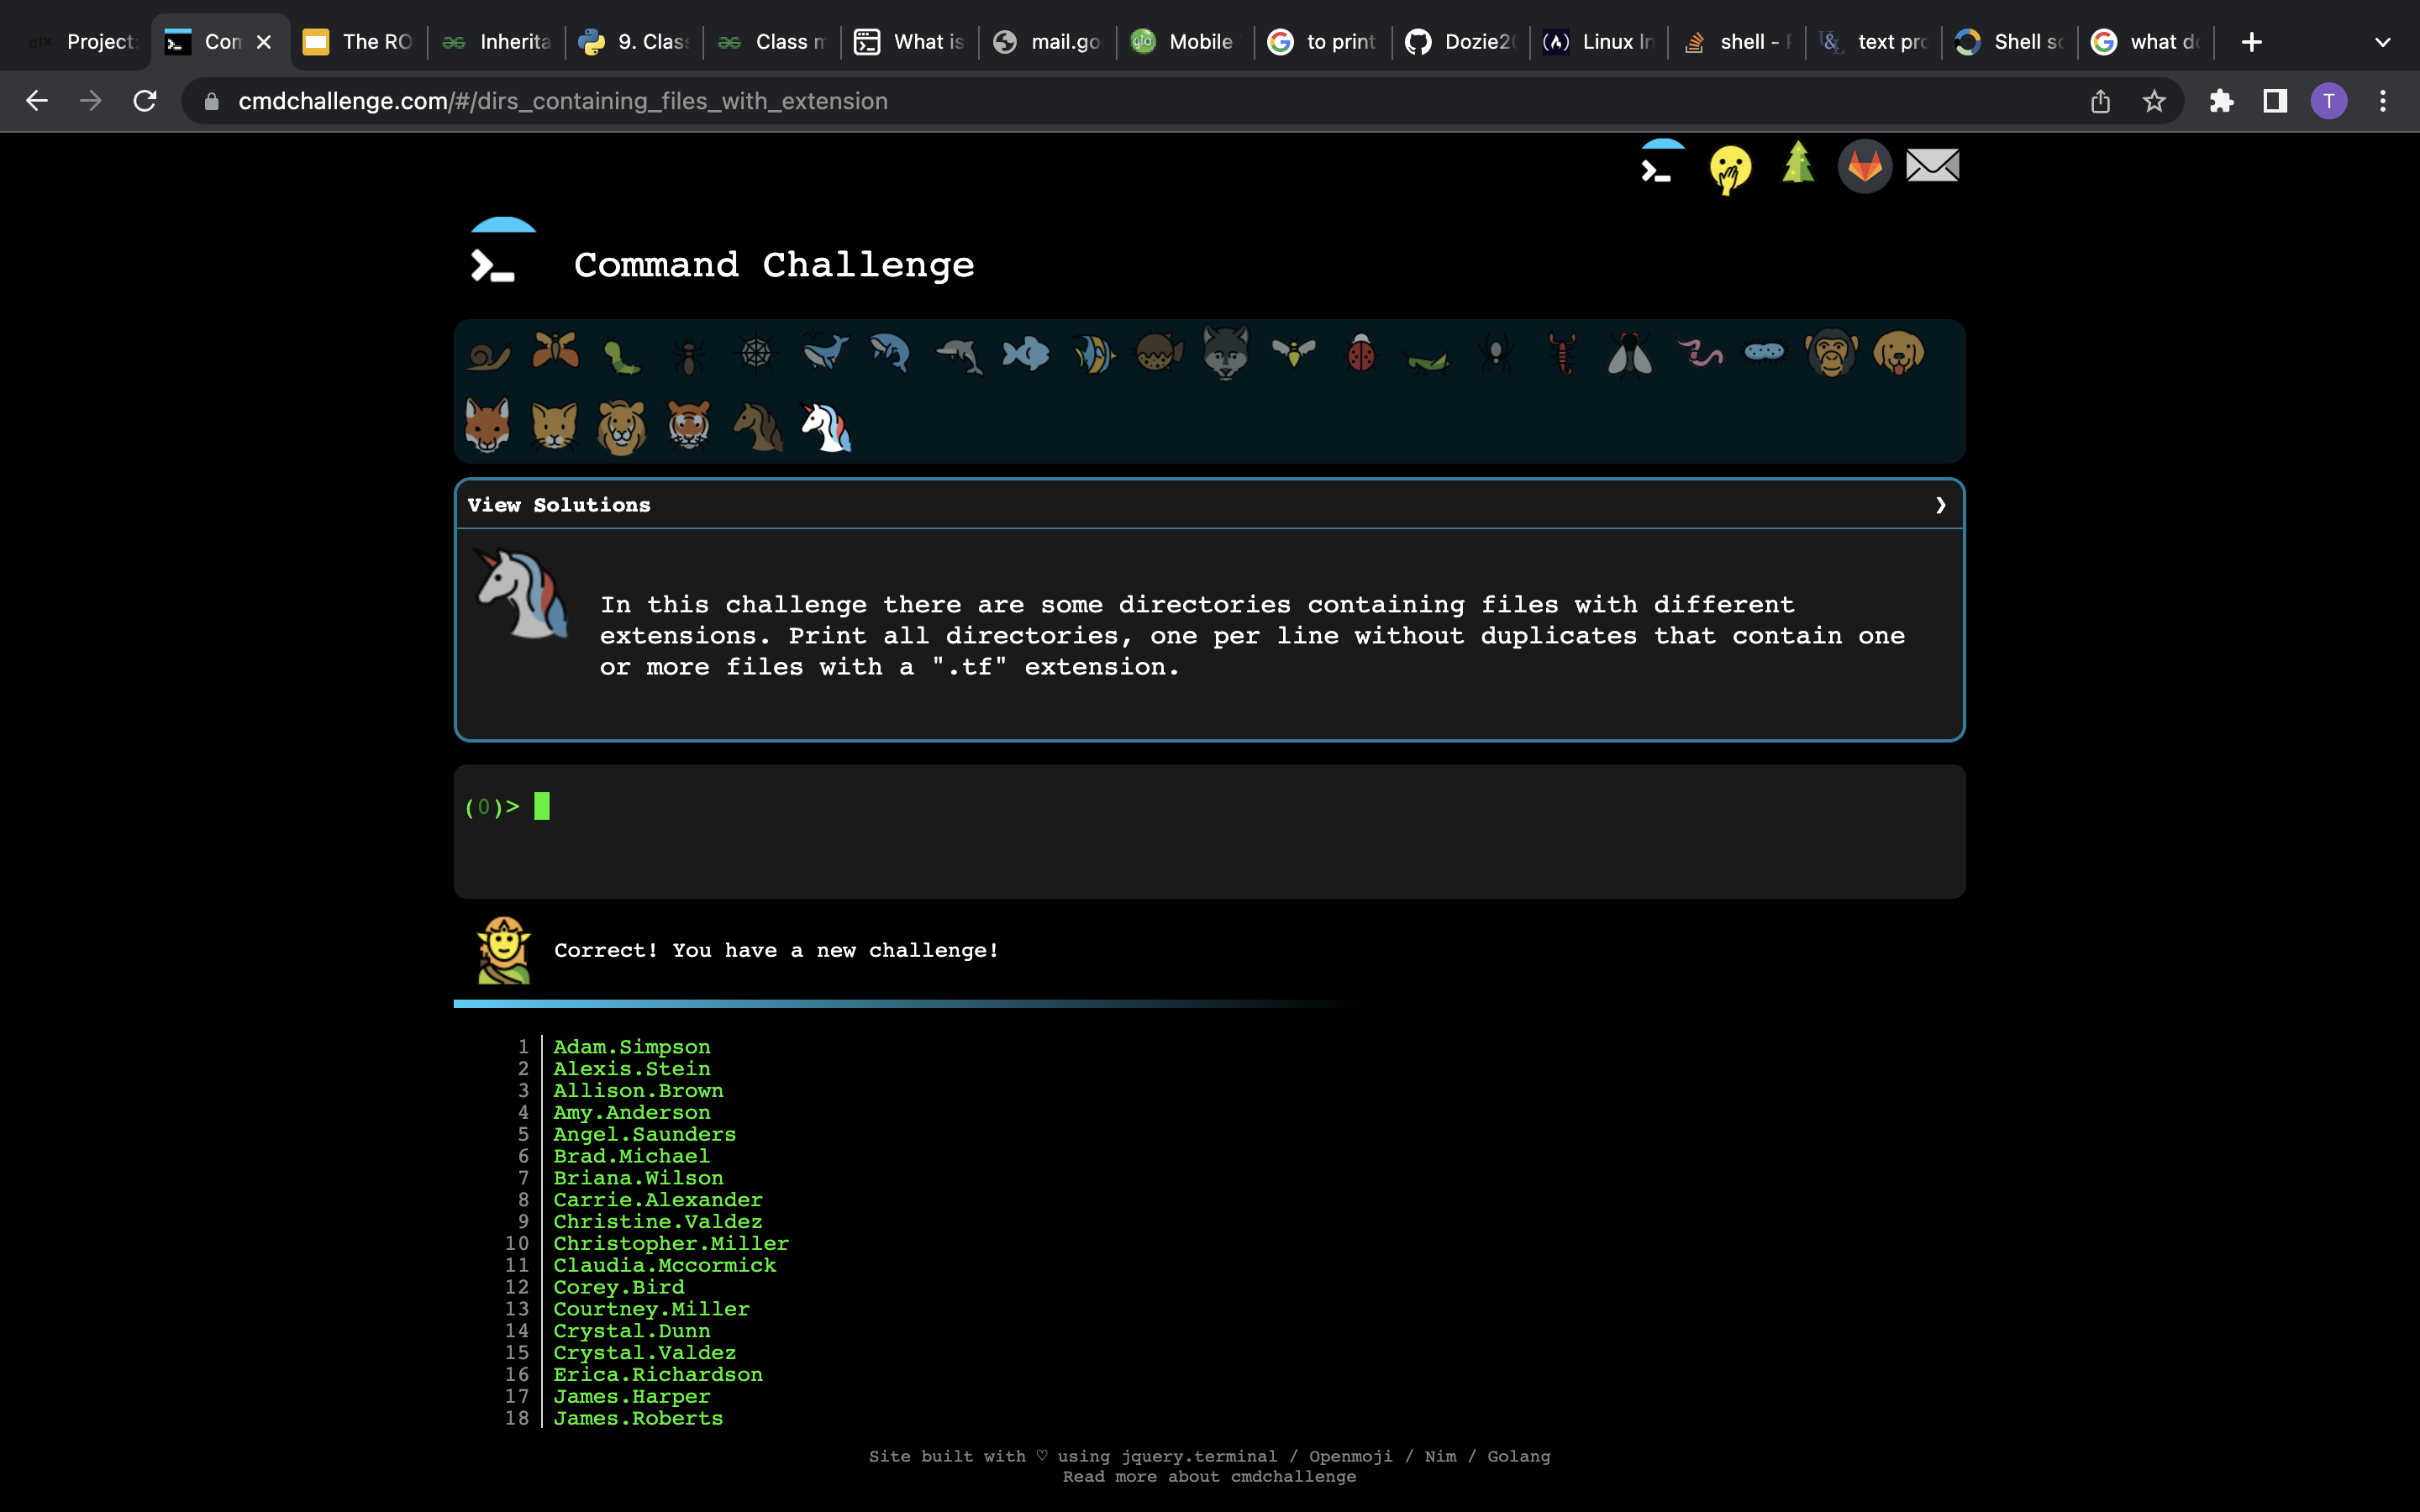 Project: Com The RO Inherita 9. Clas Class m What is mail.go Mobile to print Dozie2 Linux In shell - text pro Shell sc what do
cmdchallenge.com/#/dirs_containing_files_with_extension T
Command Challenge
View Solutions
In this challenge there are some directories containing files with different
extensions. Print all directories, one per line without duplicates that contain one
or more files with a ".tf" extension.
(0)>
Correct! You have a new challenge!
1 Adam.Simpson
2 Alexis.Stein
3 Allison.Brown
4 Amy.Anderson
5 Angel.Saunders
6 Brad.Michael
7 Briana.Wilson
8 Carrie.Alexander
9 Christine.Valdez
10 Christopher.Miller
11 Claudia.Mccormick
12 Corey.Bird
13 Courtney.Miller
14 Crystal.Dunn
15 Crystal.Valdez
16 Erica.Richardson
17 James.Harper
18 James.Roberts
Site built with ♡ using jquery.terminal / Openmoji / Nim / Golang
Read more about cmdchallenge